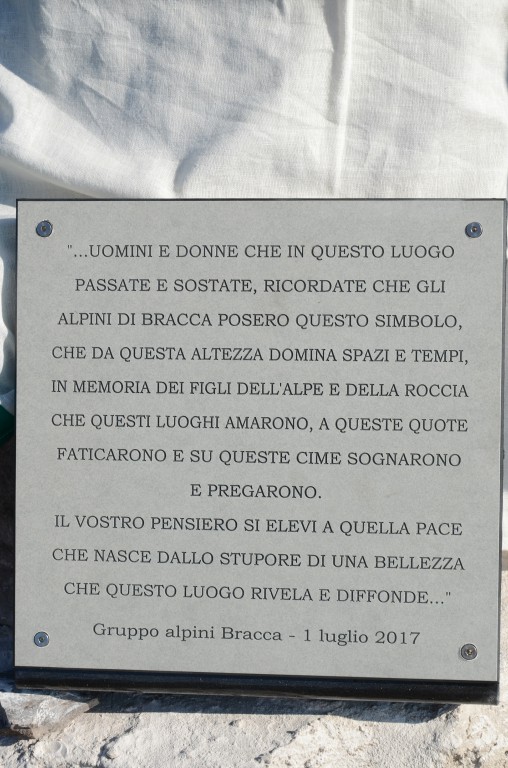 "...UOMINI E DONNE CHE IN QUESTO LUOGO
PASSATE E SOSTATE, RICORDATE CHE GLI
ALPINI DI BRACCA POSERO QUESTO SIMBOLO,
CHE DA QUESTA ALTEZZA DOMINA SPAZI E TEMPI,
IN MEMORIA DEI FIGLI DELL'ALPE E DELLA ROCCIA
CHE QUESTI LUOGHI AMARONO, A QUESTE QUOTE
FATICARONO E SU QUESTE CIME SOGNARONO
E PREGARONO.
IL VOSTRO PENSIERO SI ELEVI A QUELLA PACE
CHE NASCE DALLO STUPORE DI UNA BELLEZZA
CHE QUESTO LUOGO RIVELA E DIFFONDE..."
Gruppo alpini Bracca - 1 luglio 2017